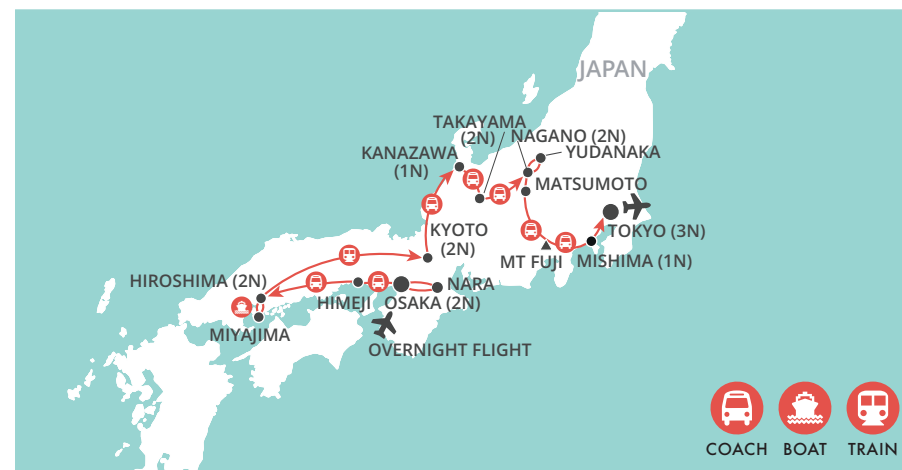 JAPAN
TAKAYAMA
(2N)
NAGANO (2N)
YUDANAKA
KANAZAWA
(1N)
MATSUMOTO
KYOTO
(2N)
TOKYO (3N)
MT FUJI
MISHIMA (1N)
HIROSHIMA (2N)
NARA
HIMEJI
OSAKA (2N)
MIYAJIMA
OVERNIGHT FLIGHT
COACH
BOAT
TRAIN